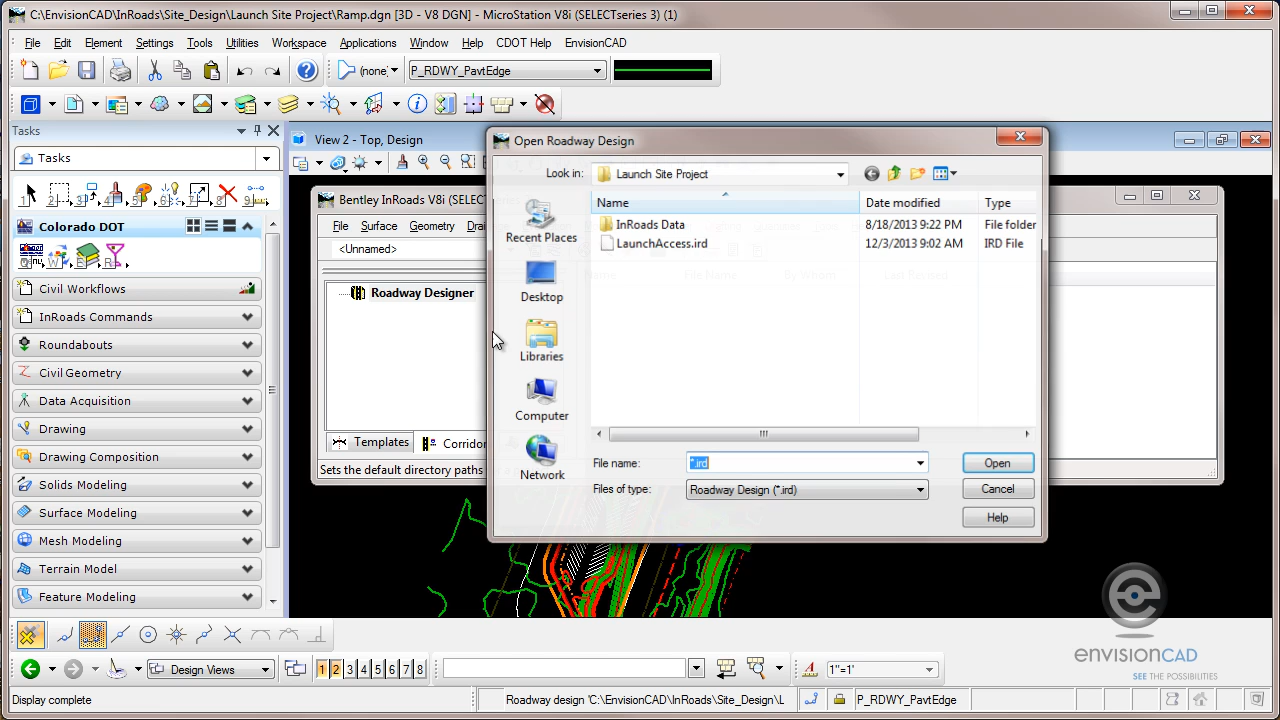 C:\EnvisionCAD\InRoads\Site_Design\Launch Site Project\Ramp.dgn [3D - V8 DGN] - MicroStation V8i (SELECTseries 3) (1)
File Edit Element Settings Tools Utilities Workspace Applications Window Help CDOT Help EnvisionCAD
(none P_RDWY_PavtEdge
Tasks
View 2 - Top, Design
Tasks
Colorado DOT
Civil Workflows
InRoads Commands
Roundabouts
Civil Geometry
Data Acquisition
Drawing
Drawing Composition
Solids Modeling
Surface Modeling
Mesh Modeling
Terrain Model
Feature Modeling
Bentley InRoads V8i (SELEC
File Surface Geometry Drai
<Unnamed>
Roadway Designer
Templates Corridor
Sets the default directory paths
Open Roadway Design
Look in: Launch Site Project
Name Date modified Type
InRoads Data 8/18/2013 9:22 PM File folder
LaunchAccess.ird 12/3/2013 9:02 AM IRD File
Recent Places
Desktop
Libraries
Computer
Network
File name: *.ird Open
Files of type: Roadway Design (*.ird) Cancel
Help
envisionCAD
SEE THE POSSIBILITIES
Design Views 1 2 3 4 5 6 7 8 1"=1'
Display complete Roadway design 'C:\EnvisionCAD\InRoads\Site_Design\L P_RDWY_PavtEdge